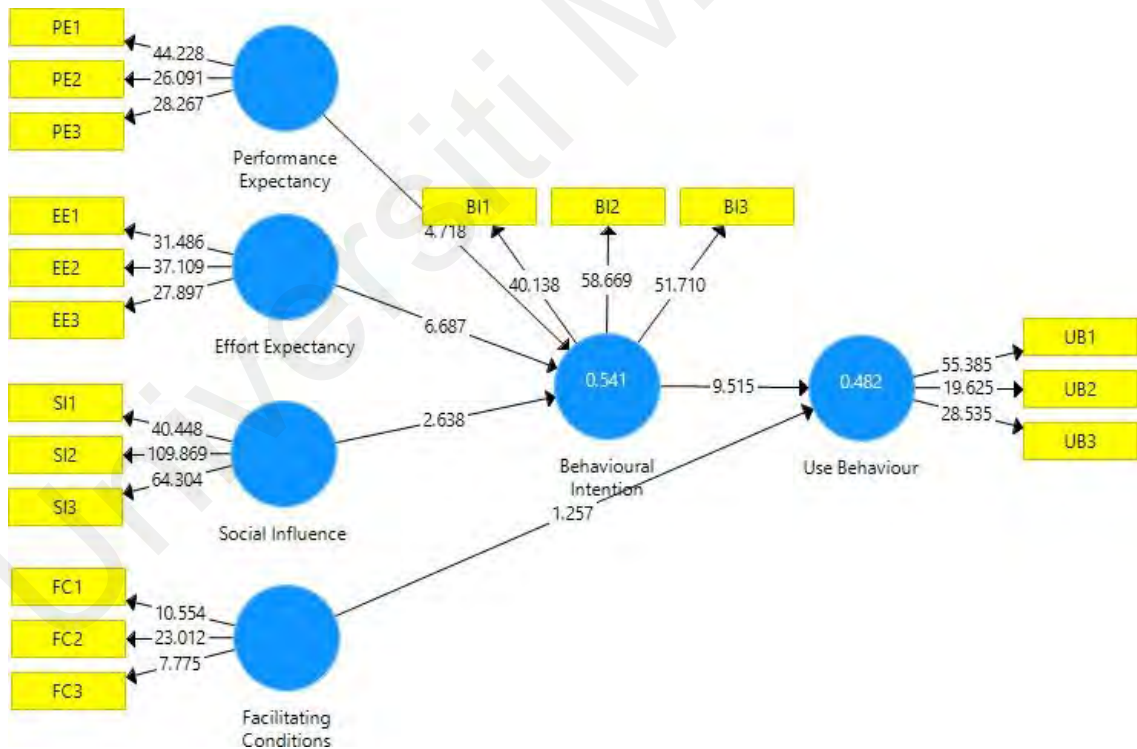 PE1
PE2
PE3
44.228
26.091
28.267
Performance
Expectancy
EE1
EE2
EE3
31.486
37.109
27.897
Effort Expectancy
SI1
SI2
SI3
40.448
109.869
64.304
Social Influence
FC1
FC2
FC3
10.554
23.012
7.775
Facilitating
Conditions
4.718
6.687
2.638
BI1
BI2
BI3
40.138
58.669
51.710
0.541
Behavioural
Intention
9.515
1.257
0.482
Use Behaviour
55.385
19.625
28.535
UB1
UB2
UB3
Universiti M